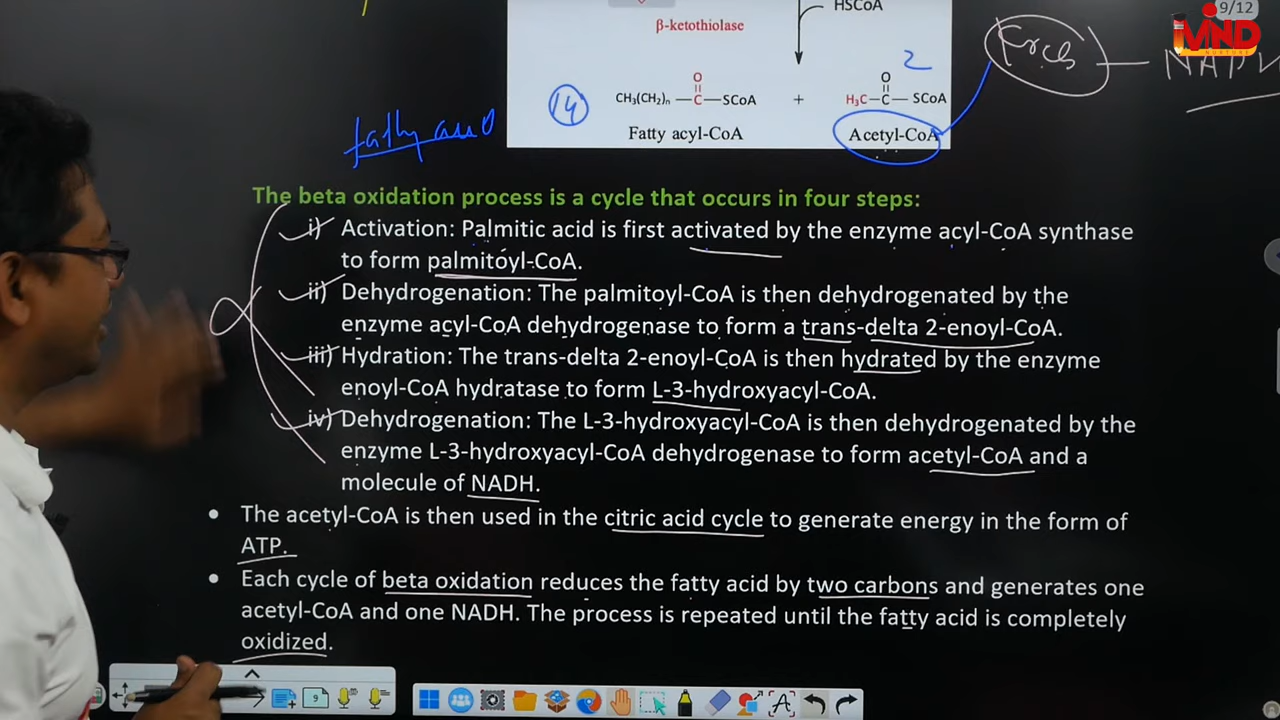 9/12
MIND
NURTURE
HSCoA
β-ketothiolase
2
Krebs
O O
14
CH₃(CH₂)ₙ —C—SCoA + H₃C—C— SCoA
fatty acid
Fatty acyl-CoA Acetyl-CoA
The beta oxidation process is a cycle that occurs in four steps:
i) Activation: Palmitic acid is first activated by the enzyme acyl-CoA synthase
to form palmitoyl-CoA.
ii) Dehydrogenation: The palmitoyl-CoA is then dehydrogenated by the
enzyme acyl-CoA dehydrogenase to form a trans-delta 2-enoyl-CoA.
iii) Hydration: The trans-delta 2-enoyl-CoA is then hydrated by the enzyme
enoyl-CoA hydratase to form L-3-hydroxyacyl-CoA.
iv) Dehydrogenation: The L-3-hydroxyacyl-CoA is then dehydrogenated by the
enzyme L-3-hydroxyacyl-CoA dehydrogenase to form acetyl-CoA and a
molecule of NADH.
• The acetyl-CoA is then used in the citric acid cycle to generate energy in the form of
ATP.
• Each cycle of beta oxidation reduces the fatty acid by two carbons and generates one
acetyl-CoA and one NADH. The process is repeated until the fatty acid is completely
oxidized.
9